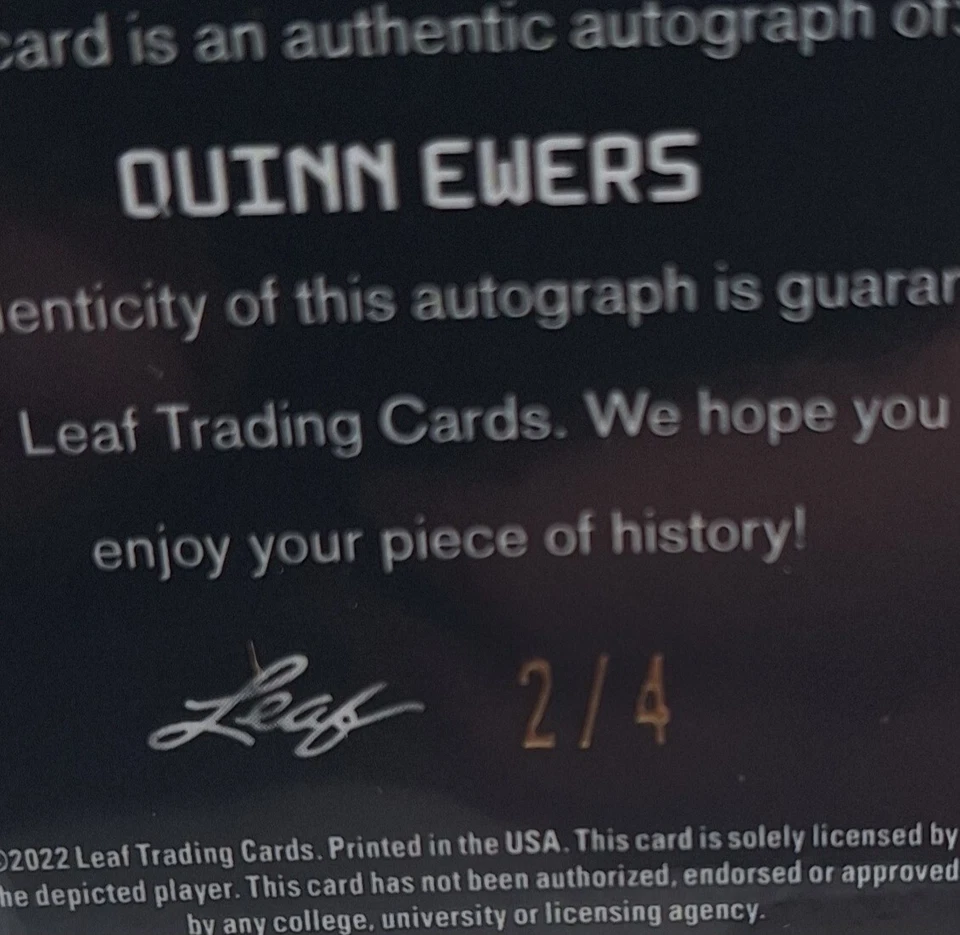 card is an authentic autograph of:
QUINN EWERS
enticity of this autograph is guarar
Leaf Trading Cards. We hope you
enjoy your piece of history!
Leaf 2/4
©2022 Leaf Trading Cards. Printed in the USA. This card is solely licensed by
he depicted player. This card has not been authorized, endorsed or approved
by any college, university or licensing agency.